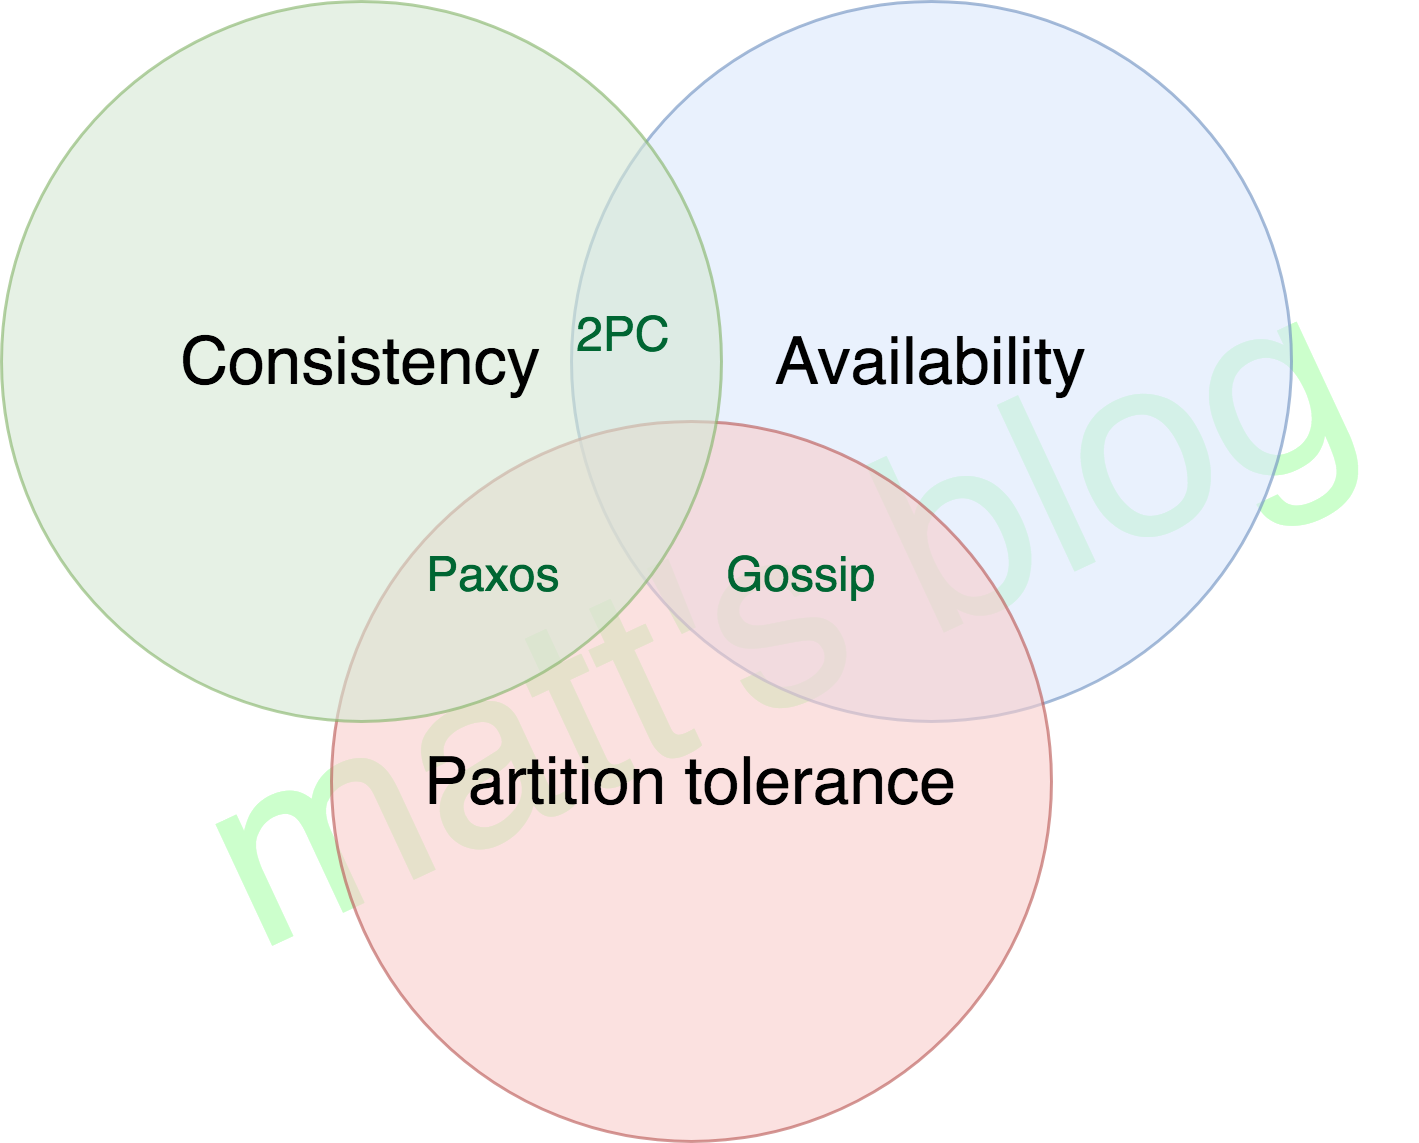 Consistency
2PC
Availability
Paxos
Gossip
Partition tolerance
matt's blog